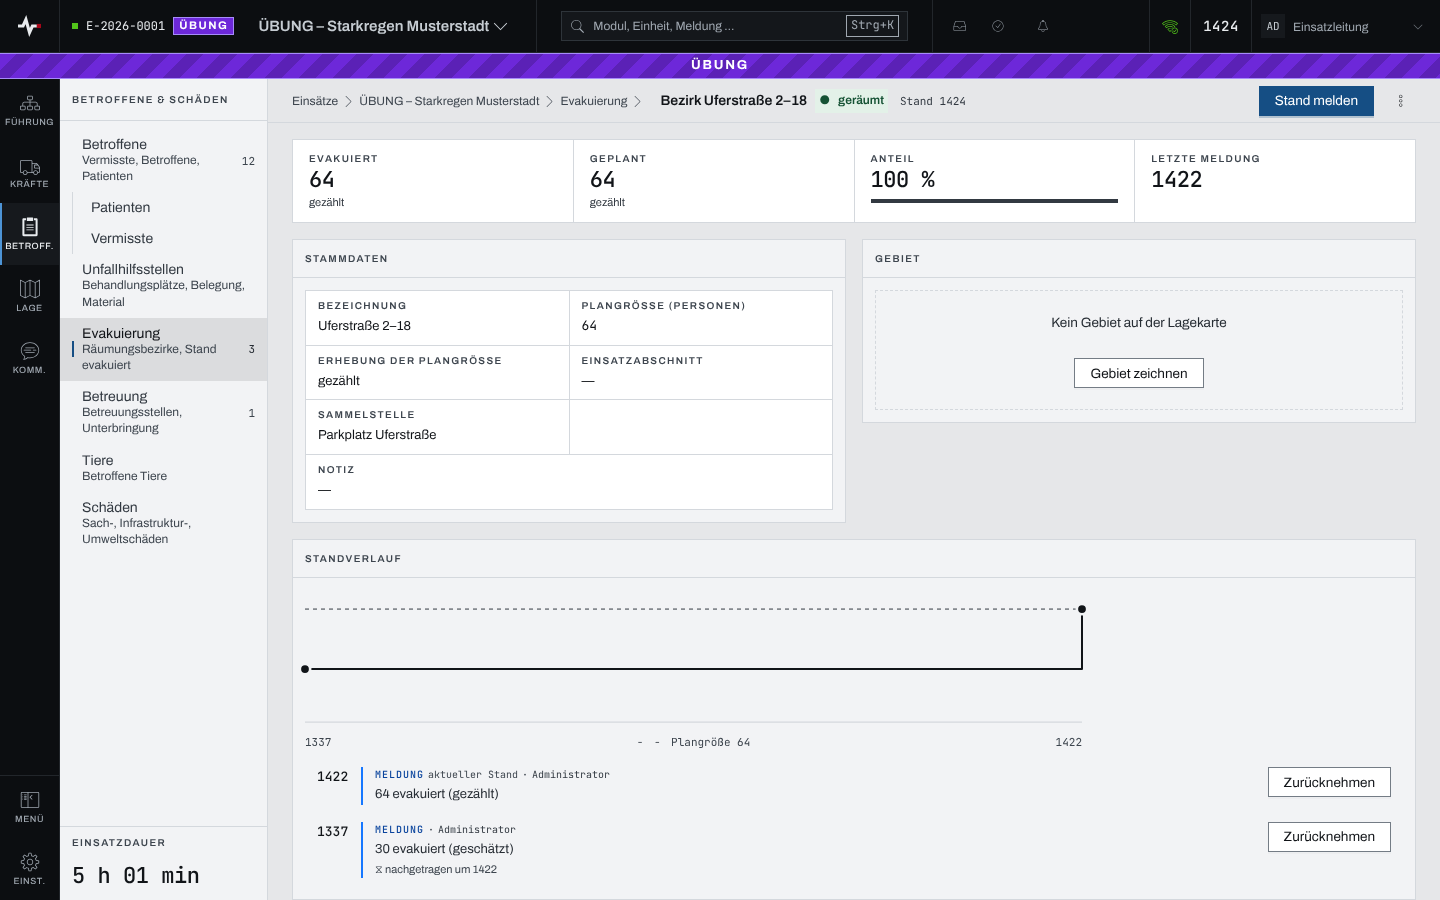 E-2026-0001 ÜBUNG ÜBUNG – Starkregen Musterstadt Modul, Einheit, Meldung ... Strg+K 1424 AD Einsatzleitung
ÜBUNG
FÜHRUNG
KRÄFTE
BETROFF.
LAGE
KOMM.
MENÜ
EINST.
BETROFFENE & SCHÄDEN
Betroffene
Vermisste, Betroffene, 12
Patienten
Patienten
Vermisste
Unfallhilfsstellen
Behandlungsplätze, Belegung,
Material
Evakuierung
Räumungsbezirke, Stand 3
evakuiert
Betreuung
Betreuungsstellen, 1
Unterbringung
Tiere
Betroffene Tiere
Schäden
Sach-, Infrastruktur-,
Umweltschäden
EINSATZDAUER
5 h 01 min
Einsätze ÜBUNG – Starkregen Musterstadt Evakuierung Bezirk Uferstraße 2–18 geräumt Stand 1424 Stand melden
EVAKUIERT
64
gezählt
GEPLANT
64
gezählt
ANTEIL
100 %
LETZTE MELDUNG
1422
STAMMDATEN
BEZEICHNUNG
Uferstraße 2–18
PLANGRÖSSE (PERSONEN)
64
ERHEBUNG DER PLANGRÖSSE
gezählt
EINSATZABSCHNITT
—
SAMMELSTELLE
Parkplatz Uferstraße
NOTIZ
—
GEBIET
Kein Gebiet auf der Lagekarte
Gebiet zeichnen
STANDVERLAUF
1337 - - Plangröße 64 1422
1422 MELDUNG aktueller Stand · Administrator
64 evakuiert (gezählt)
Zurücknehmen
1337 MELDUNG · Administrator
30 evakuiert (geschätzt)
⧖ nachgetragen um 1422
Zurücknehmen